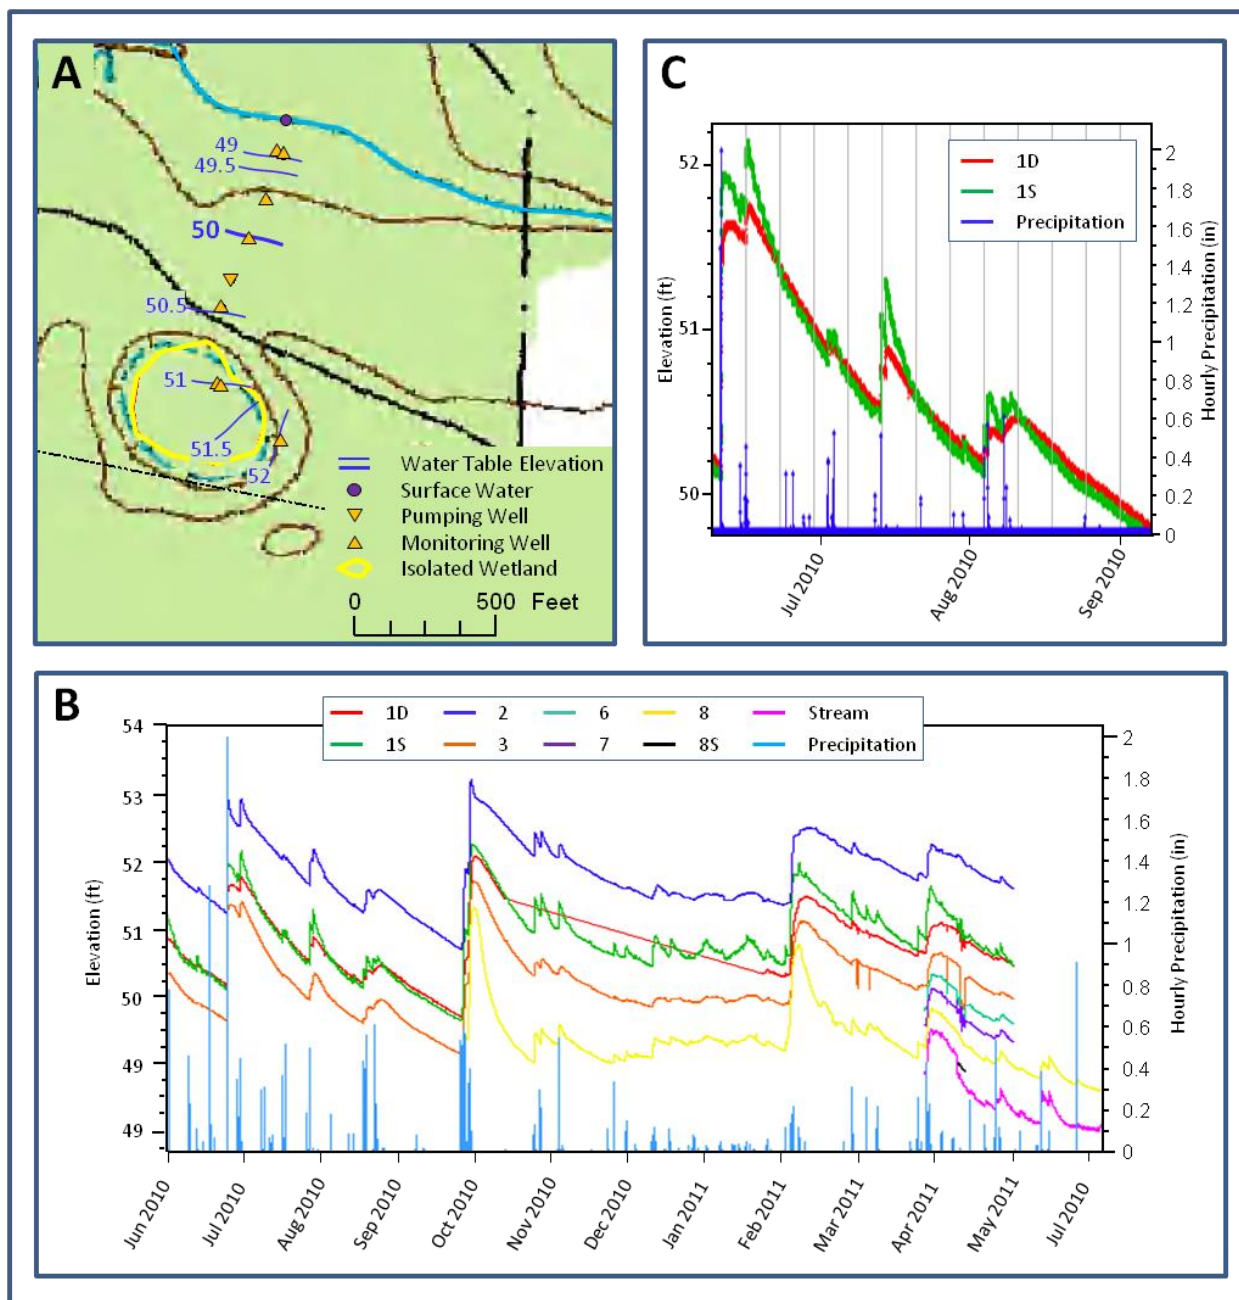 A
49
49.5
50
50.5
51
51.5
52
Water Table Elevation
Surface Water
Pumping Well
Monitoring Well
Isolated Wetland
0 500 Feet
C
1D
1S
Precipitation
52
51
50
Elevation (ft)
2
1.8
1.6
1.4
1.2
1
0.8
0.6
0.4
0.2
0
Hourly Precipitation (in)
Jul 2010
Aug 2010
Sep 2010
B
1D 2 6 8 Stream
1S 3 7 8S Precipitation
54
53
52
51
50
49
49
Elevation (ft)
2
1.8
1.6
1.4
1.2
1
0.8
0.6
0.4
0.2
0
Hourly Precipitation (in)
Jun 2010
Jul 2010
Aug 2010
Sep 2010
Oct 2010
Nov 2010
Dec 2010
Jan 2011
Feb 2011
Mar 2011
Apr 2011
May 2011
Jul 2010